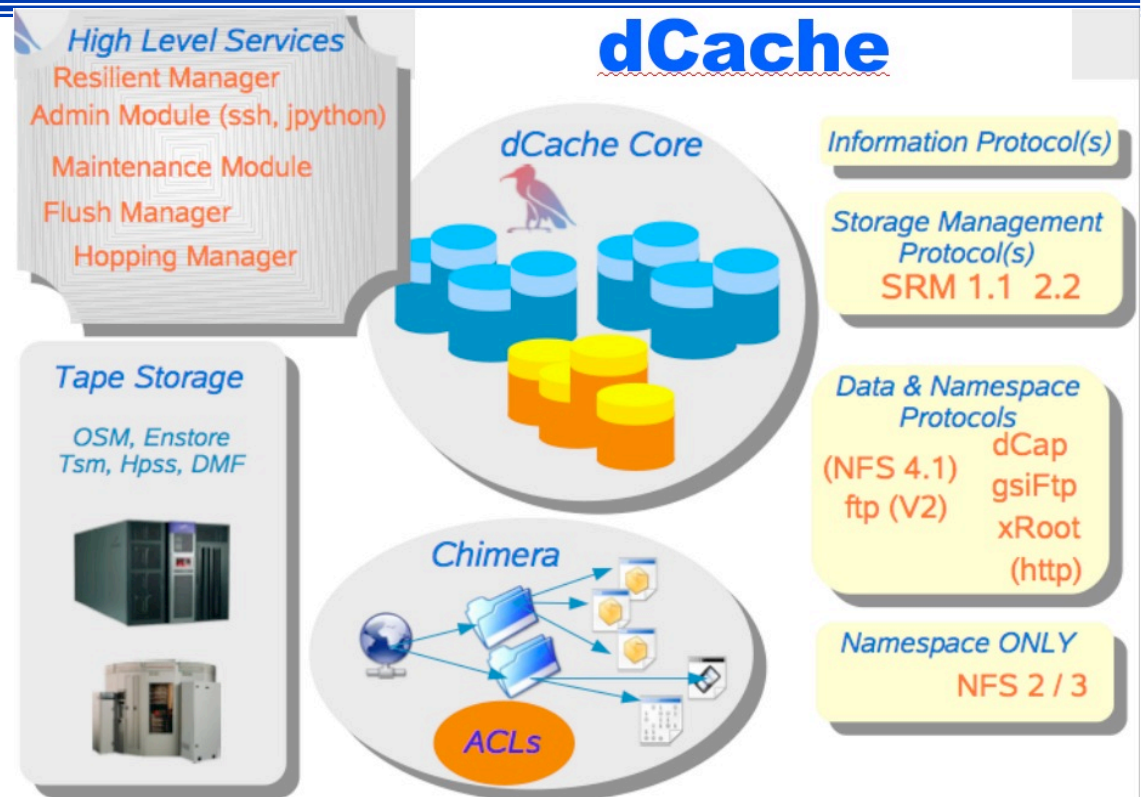 High Level Services
Resilient Manager
Admin Module (ssh, jpython)
Maintenance Module
Flush Manager
Hopping Manager
dCache
dCache Core
Information Protocol(s)
Storage Management
Protocol(s)
SRM 1.1 2.2
Tape Storage
OSM, Enstore
Tsm, Hpss, DMF
Data & Namespace
Protocols
(NFS 4.1)
ftp (V2)
dCap
gsiFtp
xRoot
(http)
Chimera
ACLs
Namespace ONLY
NFS 2 / 3